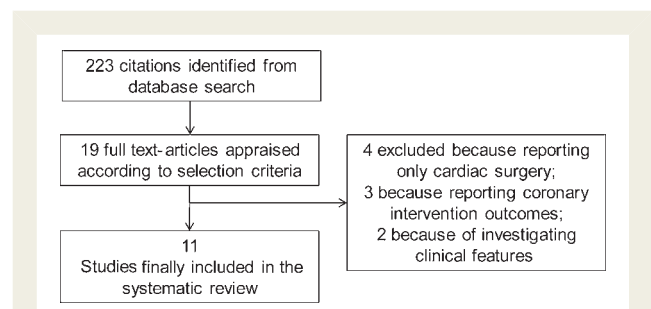 223 citations identified from
database search
19 full text-articles appraised
according to selection criteria
4 excluded because reporting
only cardiac surgery;
3 because reporting coronary
intervention outcomes;
2 because of investigating
clinical features
11
Studies finally included in the
systematic review